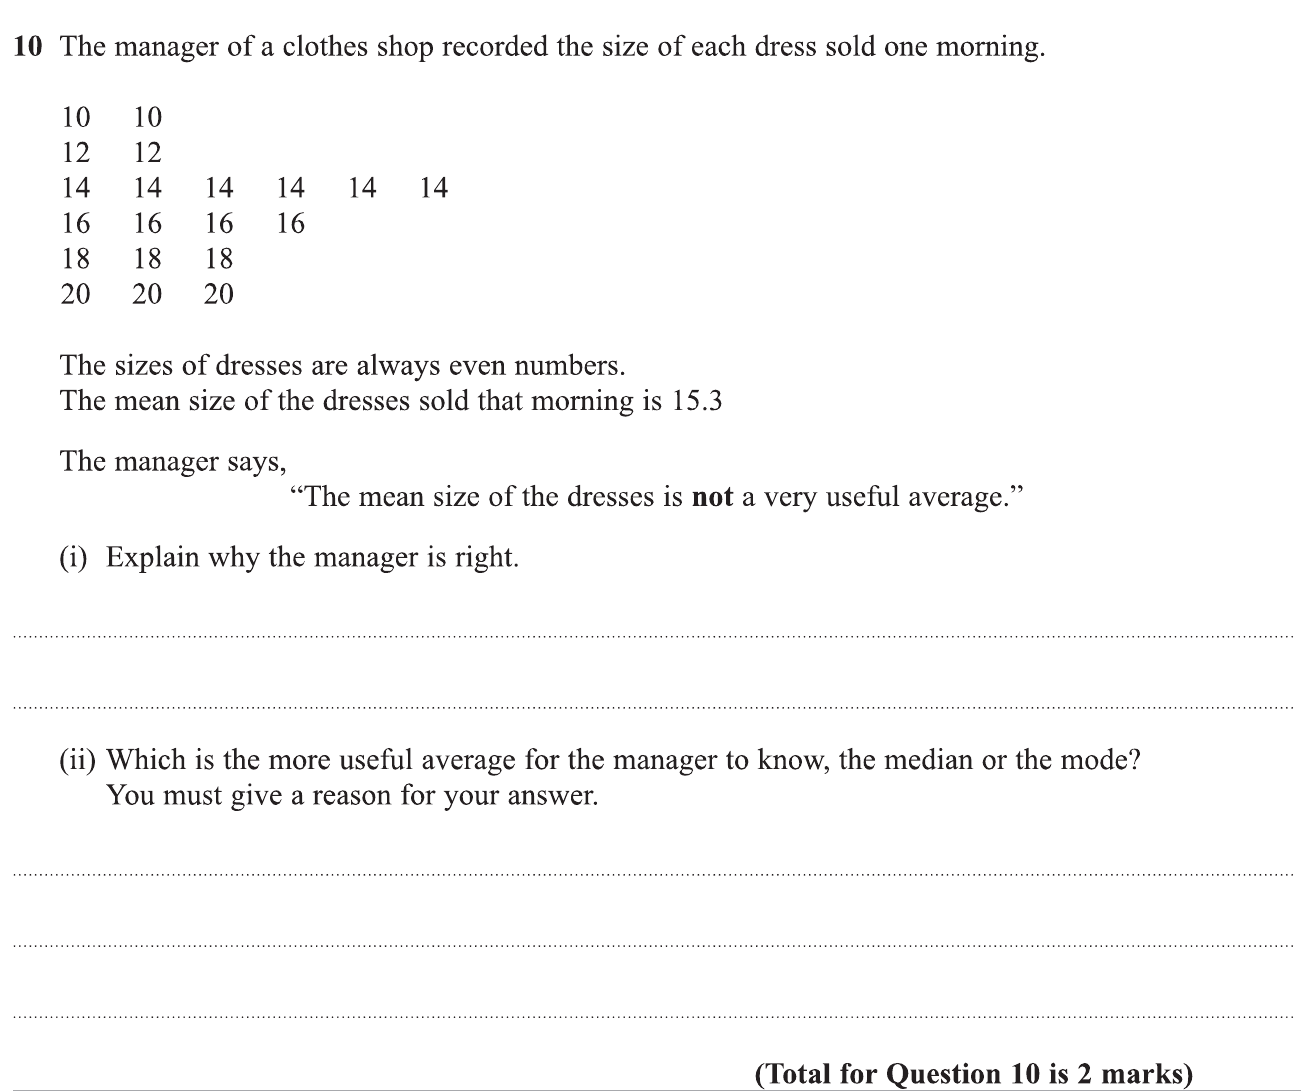 10 The manager of a clothes shop recorded the size of each dress sold one morning.
10 10
12 12
14 14 14 14 14 14
16 16 16 16
18 18 18
20 20 20
The sizes of dresses are always even numbers.
The mean size of the dresses sold that morning is 15.3
The manager says,
“The mean size of the dresses is not a very useful average.”
(i) Explain why the manager is right.
(ii) Which is the more useful average for the manager to know, the median or the mode?
You must give a reason for your answer.
(Total for Question 10 is 2 marks)